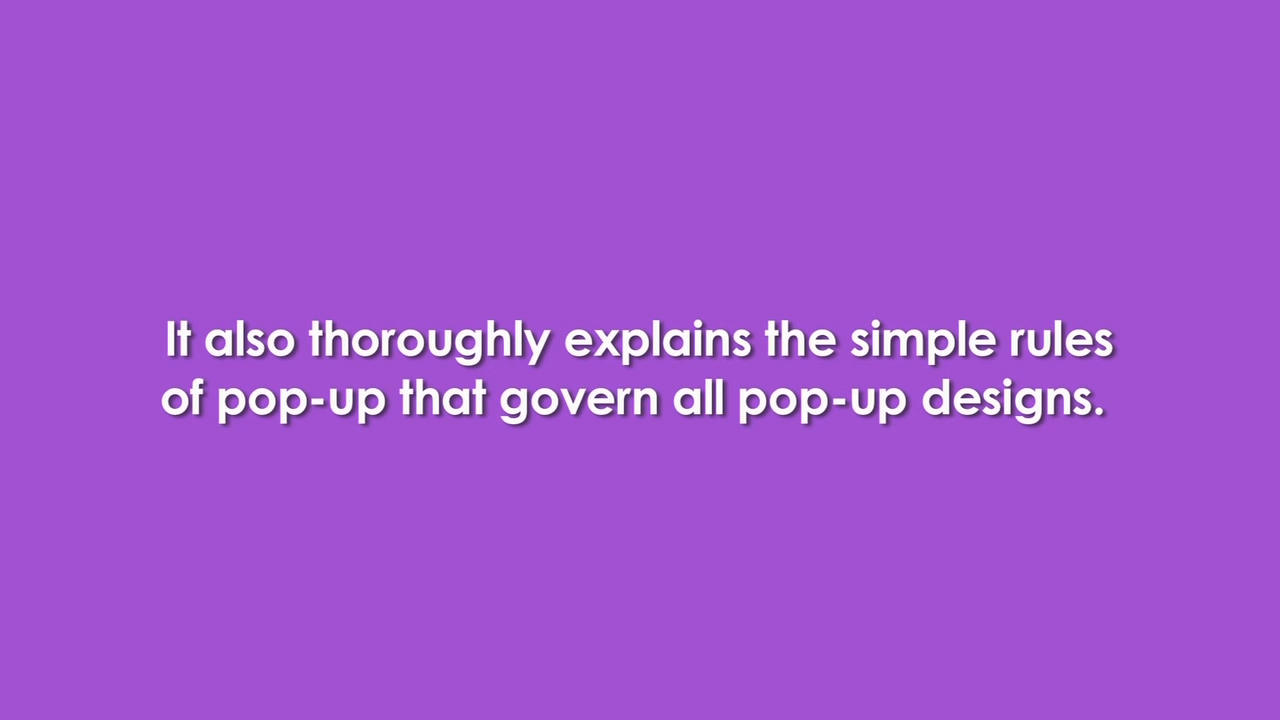 It also thoroughly explains the simple rules
of pop-up that govern all pop-up designs.